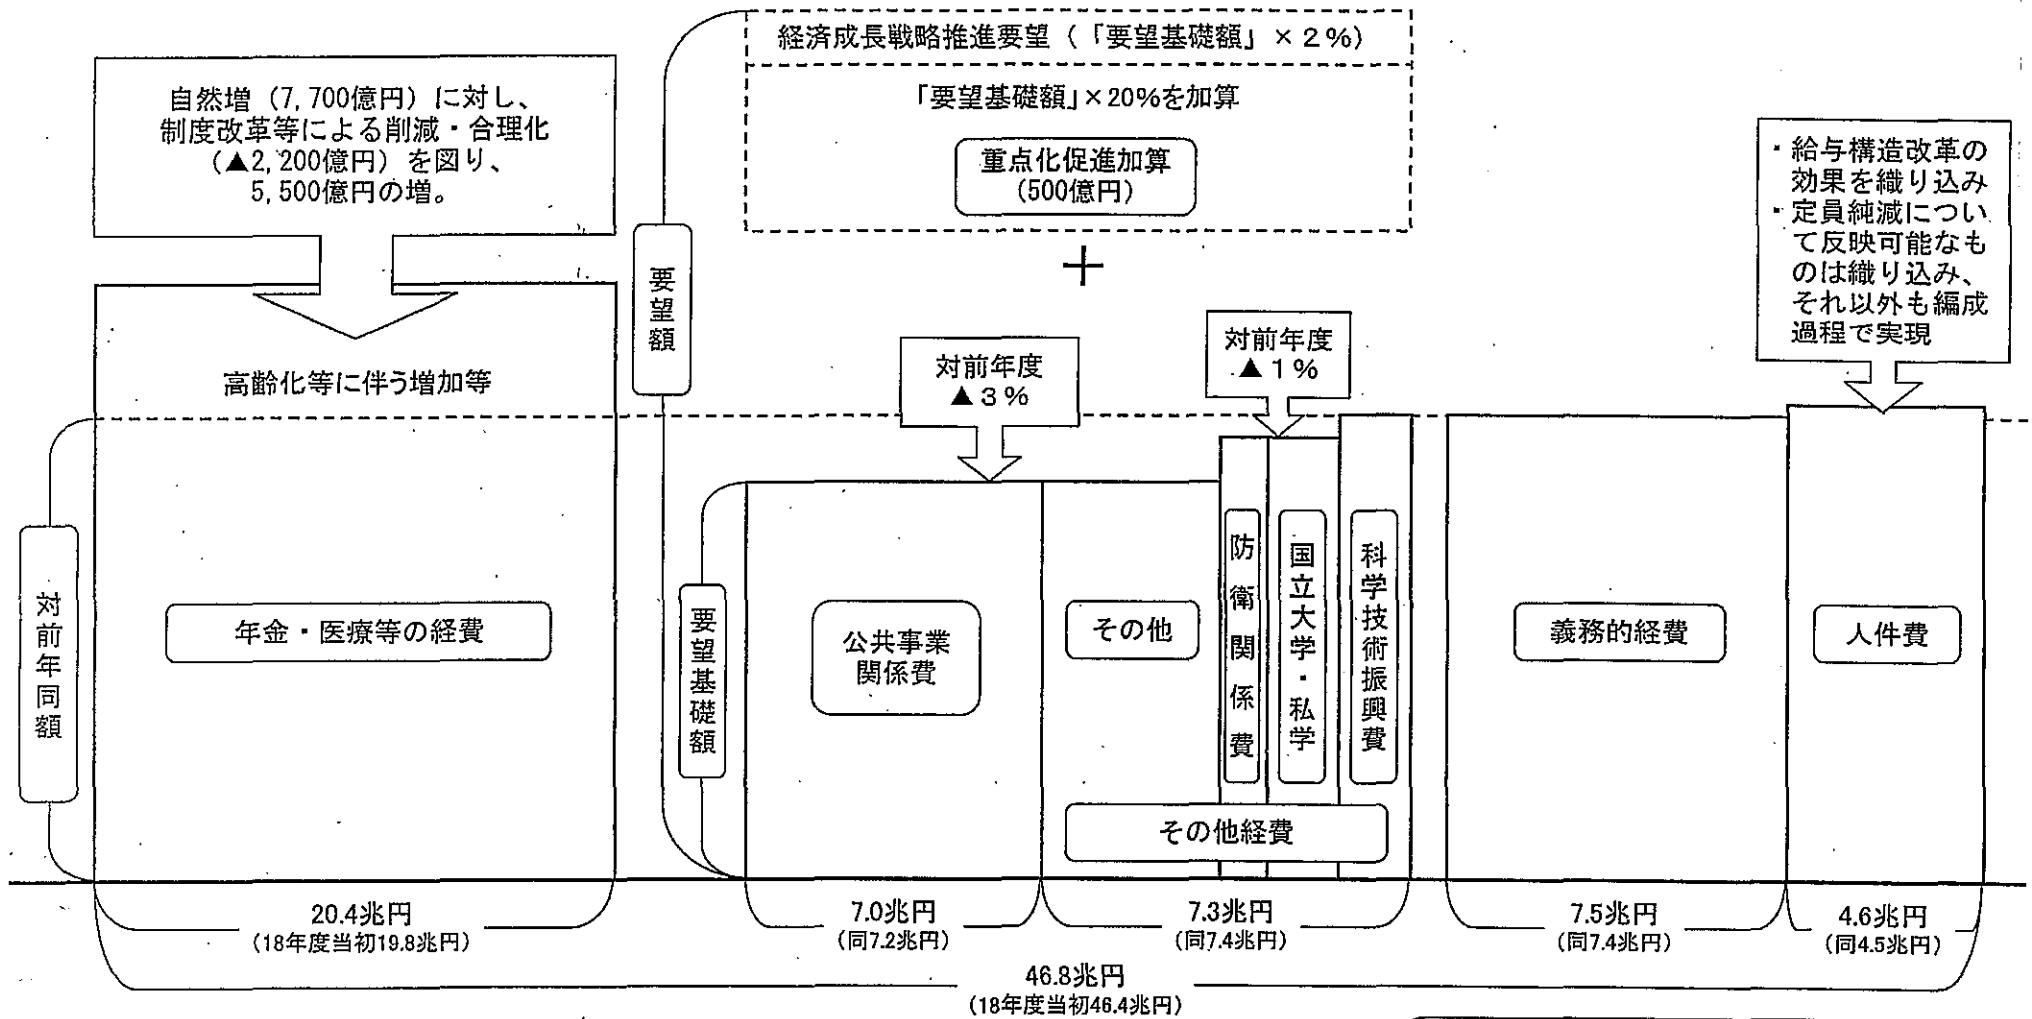 経済成長戦略推進要望（「要望基礎額」×２%）
「要望基礎額」×20%を加算
重点化促進加算
(500億円)
＋
自然増（7,700億円）に対し、
制度改革等による削減・合理化
（▲2,200億円）を図り、
5,500億円の増。
・給与構造改革の
効果を織り込み
・定員純減につい
て反映可能なも
のは織り込み、
それ以外も編成
過程で実現
要望額
対前年度
▲３%
対前年度
▲１%
高齢化等に伴う増加等
対前年同額
年金・医療等の経費
要望基礎額
公共事業
関係費
その他
防衛関係費
国立大学・私学
科学技術振興費
その他経費
義務的経費
人件費
20.4兆円
(18年度当初19.8兆円)
7.0兆円
(同7.2兆円)
7.3兆円
(同7.4兆円)
7.5兆円
(同7.4兆円)
4.6兆円
(同4.5兆円)
46.8兆円
(18年度当初46.4兆円)